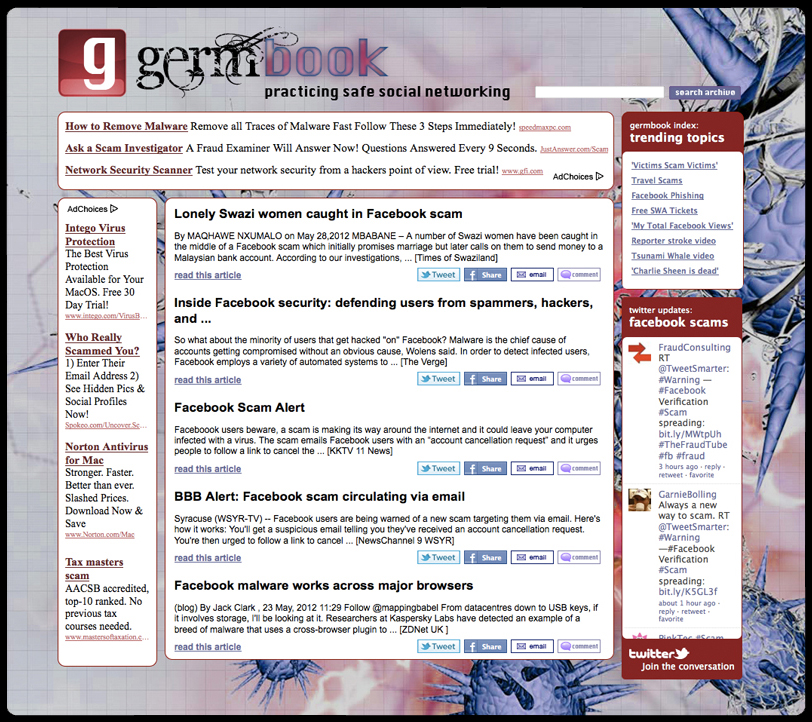 g germbook
practicing safe social networking
search archive
How to Remove Malware Remove all Traces of Malware Fast Follow These 3 Steps Immediately! speedmaxpc.com
Ask a Scam Investigator A Fraud Examiner Will Answer Now! Questions Answered Every 9 Seconds. JustAnswer.com/Scam
Network Security Scanner Test your network security from a hackers point of view. Free trial! www.gfi.com
AdChoices
germbook index:
trending topics
'Victims Scam Victims'
Travel Scams
Facebook Phishing
Free SWA Tickets
'My Total Facebook Views'
Reporter stroke video
Tsunami Whale video
'Charlie Sheen is dead'
AdChoices
Intego Virus
Protection
The Best Virus
Protection
Available for Your
MacOS. Free 30
Day Trial!
www.intego.com/VirusB...
Who Really
Scammed You?
1) Enter Their
Email Address 2)
See Hidden Pics &
Social Profiles
Now!
Spokeo.com/Uncover.Sc...
Norton Antivirus
for Mac
Stronger. Faster.
Better than ever.
Slashed Prices.
Download Now &
Save
www.Norton.com/Mac
Tax masters
scam
AACSB accredited,
top-10 ranked. No
previous tax
courses needed.
www.mastersoftaxation.c...
Lonely Swazi women caught in Facebook scam
By MAQHAWE NXUMALO on May 28,2012 MBABANE – A number of Swazi women have been caught in
the middle of a Facebook scam which initially promises marriage but later calls on them to send money to a
Malaysian bank account. According to our investigations, ... [Times of Swaziland]
read this article
Tweet Share email comment
Inside Facebook security: defending users from spammers, hackers,
and ...
So what about the minority of users that get hacked "on" Facebook? Malware is the chief cause of
accounts getting compromised without an obvious cause, Wolens said. In order to detect infected users,
Facebook employs a variety of automated systems to ... [The Verge]
read this article
Tweet Share email comment
Facebook Scam Alert
Faceboook users beware, a scam is making its way around the internet and it could leave your computer
infected with a virus. The scam emails Facebook users with an "account cancellation request" and it urges
people to follow a link to cancel the ... [KKTV 11 News]
read this article
Tweet Share email comment
BBB Alert: Facebook scam circulating via email
Syracuse (WSYR-TV) -- Facebook users are being warned of a new scam targeting them via email. Here's
how it works: You'll get a suspicious email telling you they've received an account cancellation request.
You're then urged to follow a link to cancel ... [NewsChannel 9 WSYR]
read this article
Tweet Share email comment
Facebook malware works across major browsers
(blog) By Jack Clark , 23 May, 2012 11:29 Follow @mappingbabel From datacentres down to USB keys, if
it involves storage, I'll be looking at it. Researchers at Kaspersky Labs have detected an example of a
breed of malware that uses a cross-browser plugin to ... [ZDNet UK ]
read this article
Tweet Share email comment
twitter updates:
facebook scams
FraudConsulting
RT
@TweetSmarter:
#Warning —
#Facebook
Verification
#Scam
spreading:
bit.ly/MWtpUh
#TheFraudTube
#fb #fraud
3 hours ago · reply ·
retweet · favorite
GarnieBolling
Always a new
way to scam. RT
@TweetSmarter:
#Warning
—#Facebook
Verification
#Scam
spreading:
bit.ly/K5GL3f
about 1 hour ago ·
reply · retweet ·
favorite
PinkTec #Scam
twitter
Join the conversation